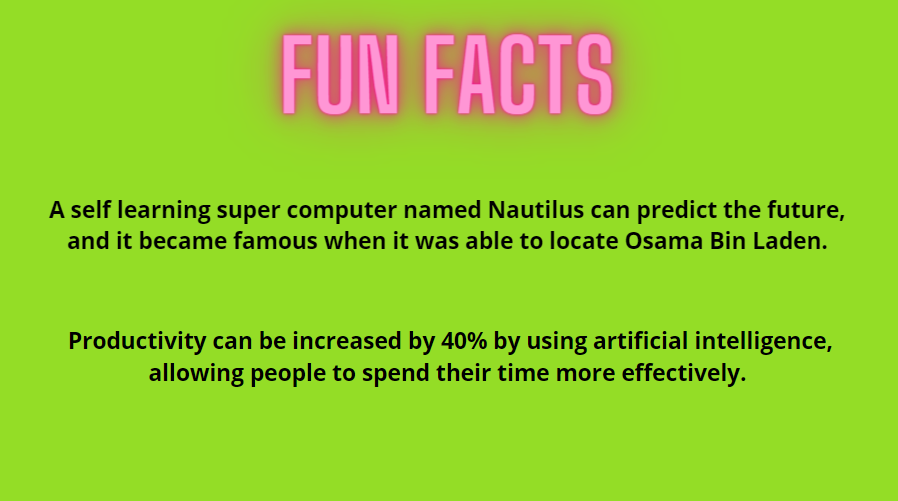 FUN FACTS
A self learning super computer named Nautilus can predict the future,
and it became famous when it was able to locate Osama Bin Laden.
Productivity can be increased by 40% by using artificial intelligence,
allowing people to spend their time more effectively.